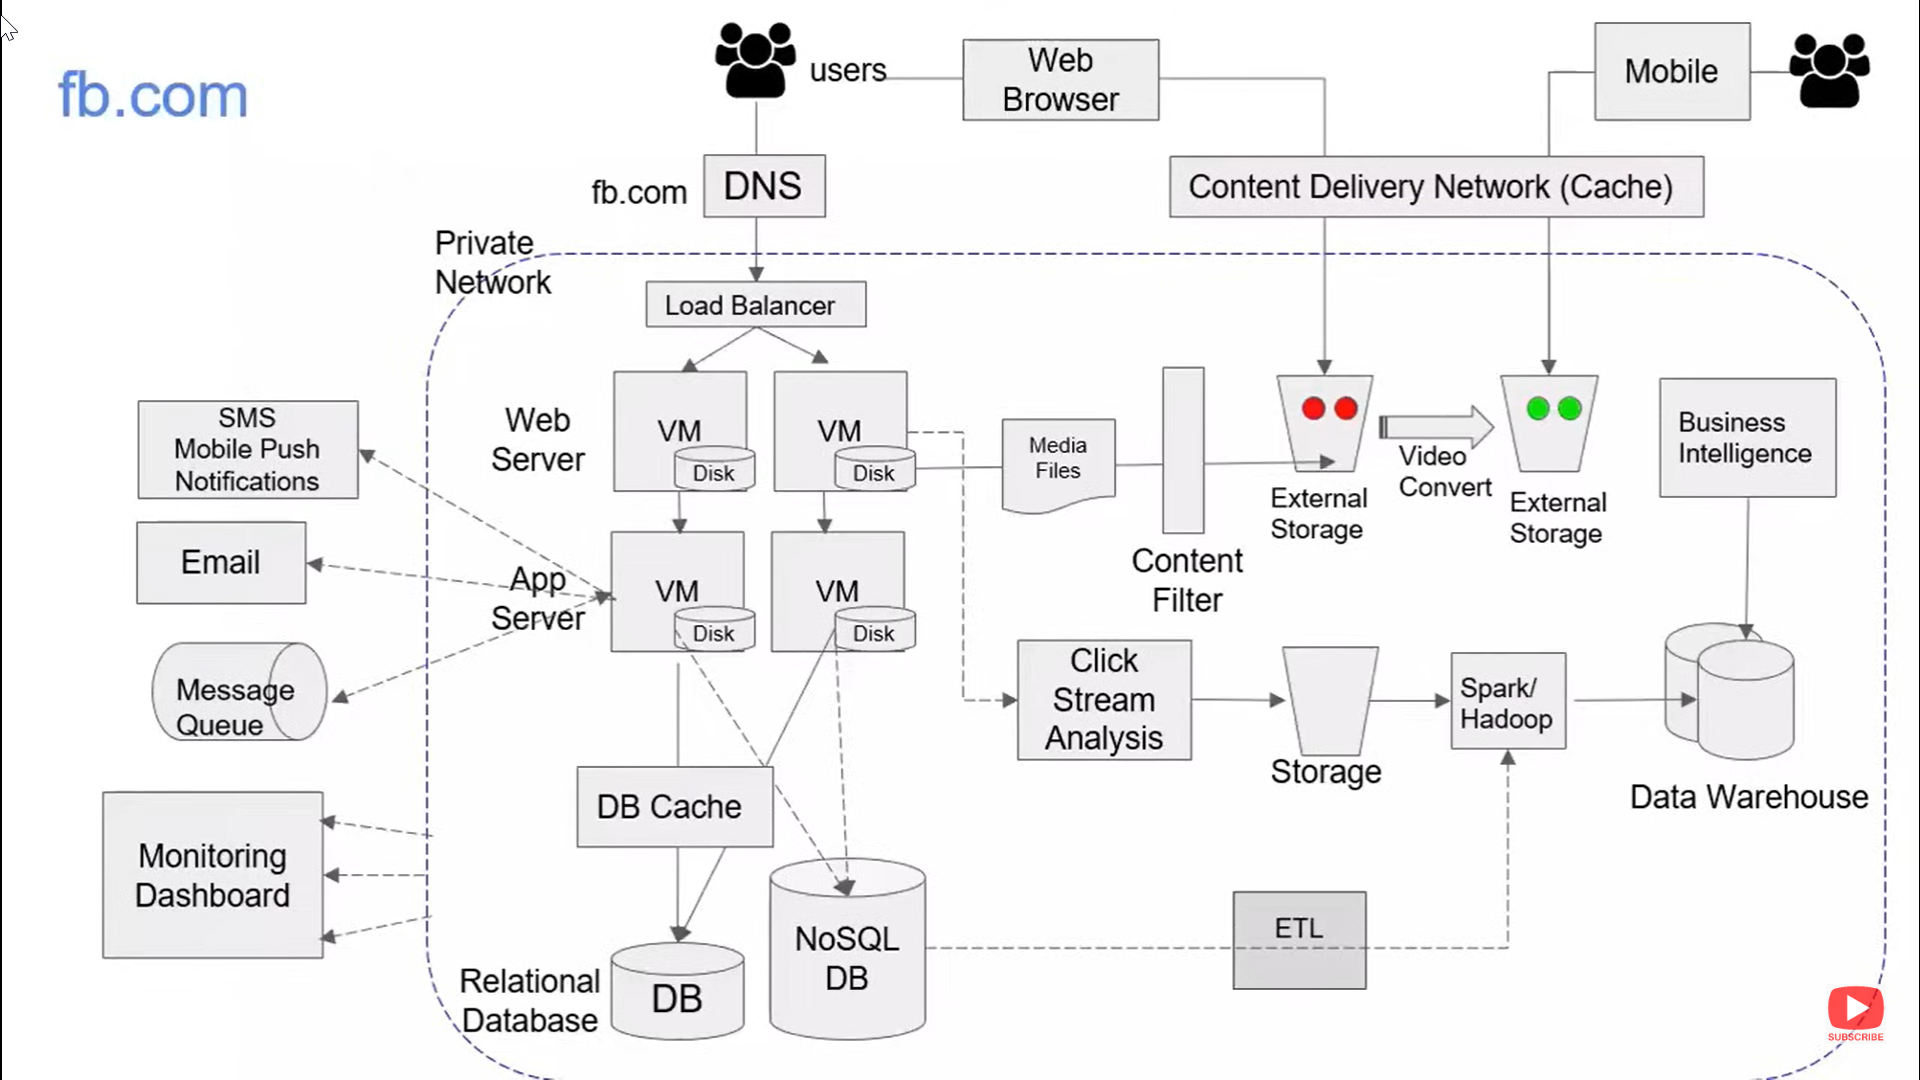 fb.com
users
Web
Browser
Mobile
fb.com
DNS
Content Delivery Network (Cache)
Private
Network
Load Balancer
Web
Server
VM
Disk
VM
Disk
Media
Files
Content
Filter
External
Storage
Video
Convert
External
Storage
Business
Intelligence
SMS
Mobile Push
Notifications
Email
Message
Queue
App
Server
VM
Disk
VM
Disk
Click
Stream
Analysis
Storage
Spark/
Hadoop
Data Warehouse
Monitoring
Dashboard
DB Cache
Relational
Database
DB
NoSQL
DB
ETL
SUBSCRIBE